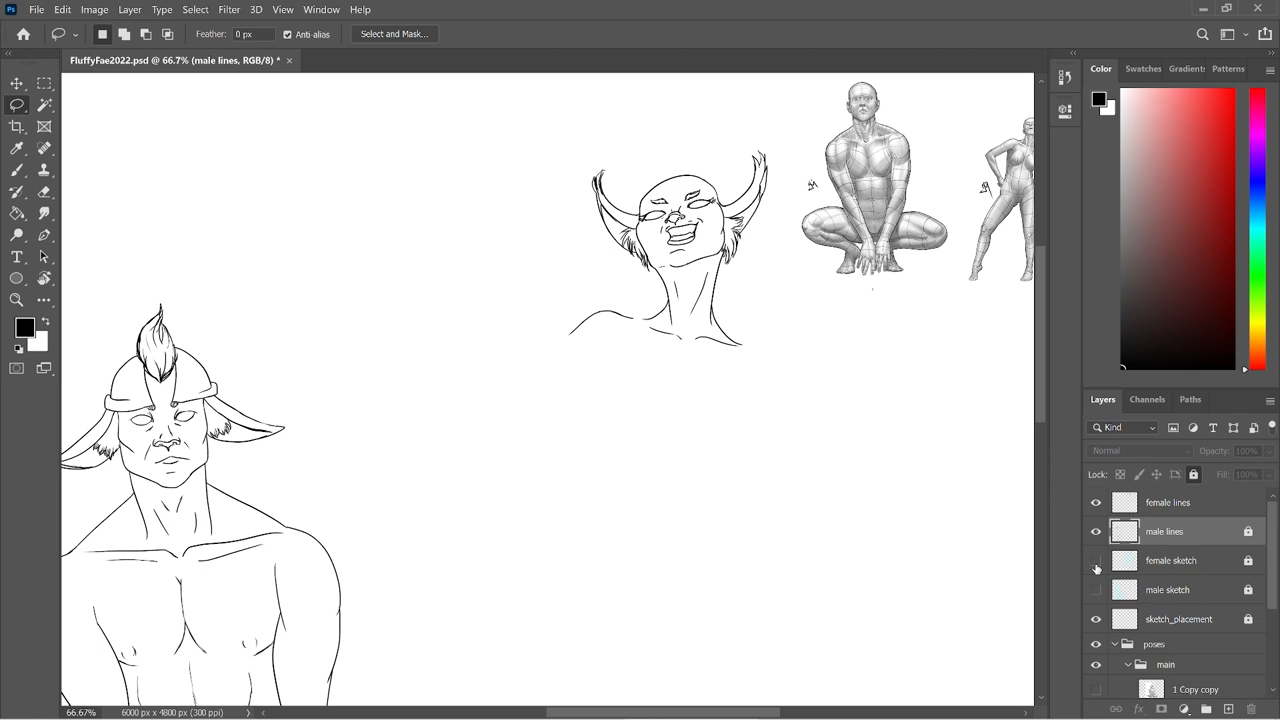 Ps File Edit Image Layer Type Select Filter 3D View Window Help
Feather: 0 px Anti-alias Select and Mask...
FluffyFae2022.psd @ 66.7% (male lines, RGB/8) *
Color Swatches Gradient: Patterns
Layers Channels Paths
Kind
Normal Opacity: 100%
Lock: Fill: 100%
female lines
male lines
female sketch
male sketch
sketch_placement
poses
main
1 Copy copy
66.67% 6000 px x 4800 px (300 ppi)